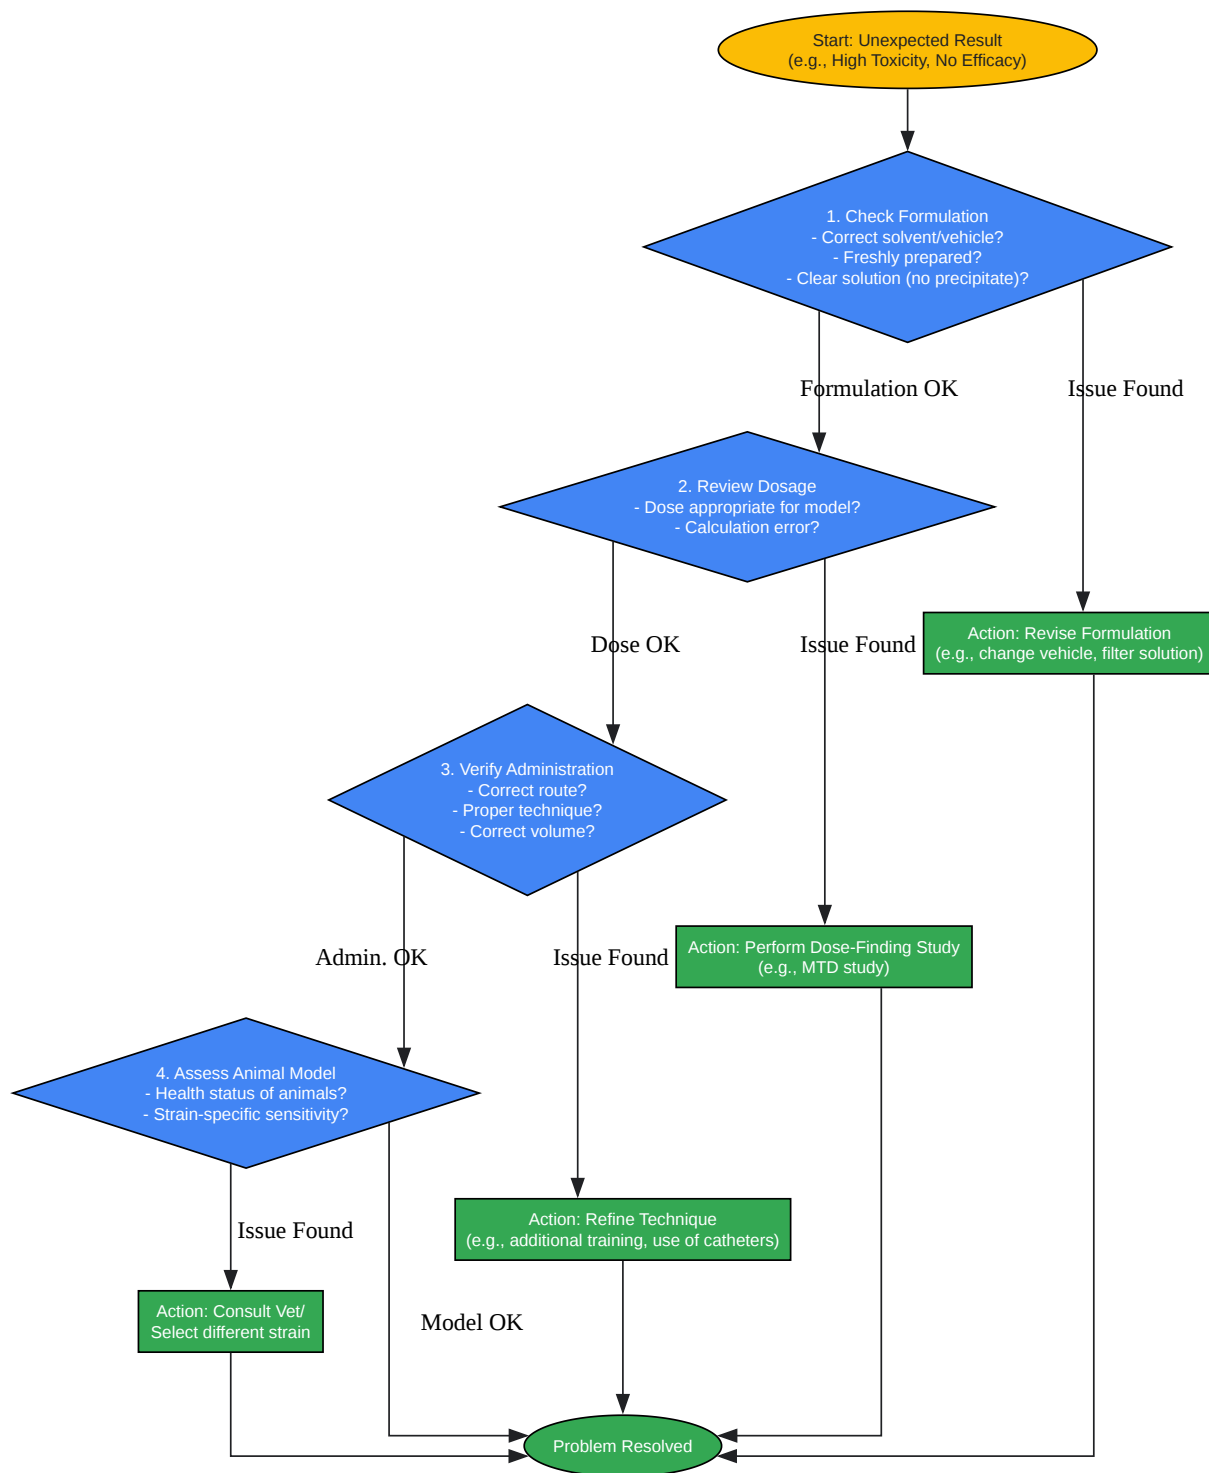 Start: Unexpected Result
(e.g., High Toxicity, No Efficacy)
1. Check Formulation
- Correct solvent/vehicle?
- Freshly prepared?
- Clear solution (no precipitate)?
Formulation OK
Issue Found
2. Review Dosage
- Dose appropriate for model?
- Calculation error?
Dose OK
Issue Found
Action: Revise Formulation
(e.g., change vehicle, filter solution)
3. Verify Administration
- Correct route?
- Proper technique?
- Correct volume?
Admin. OK
Issue Found
Action: Perform Dose-Finding Study
(e.g., MTD study)
4. Assess Animal Model
- Health status of animals?
- Strain-specific sensitivity?
Issue Found
Action: Refine Technique
(e.g., additional training, use of catheters)
Action: Consult Vet/
Select different strain
Model OK
Problem Resolved